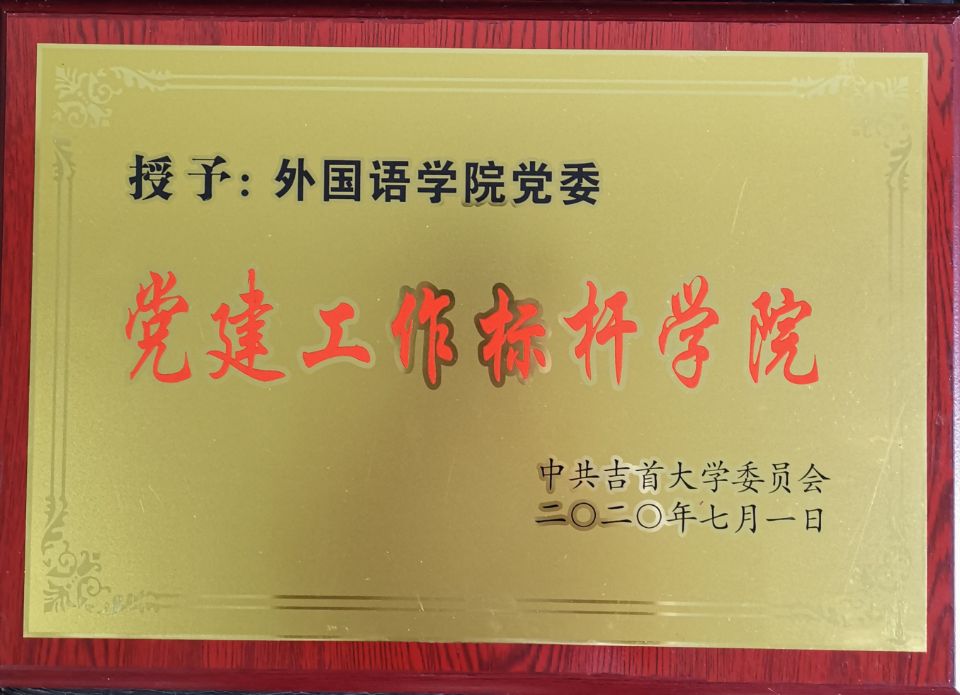 授予：外国语学院党委
党建工作标杆学院
中共吉首大学委员会
二〇二〇年七月一日